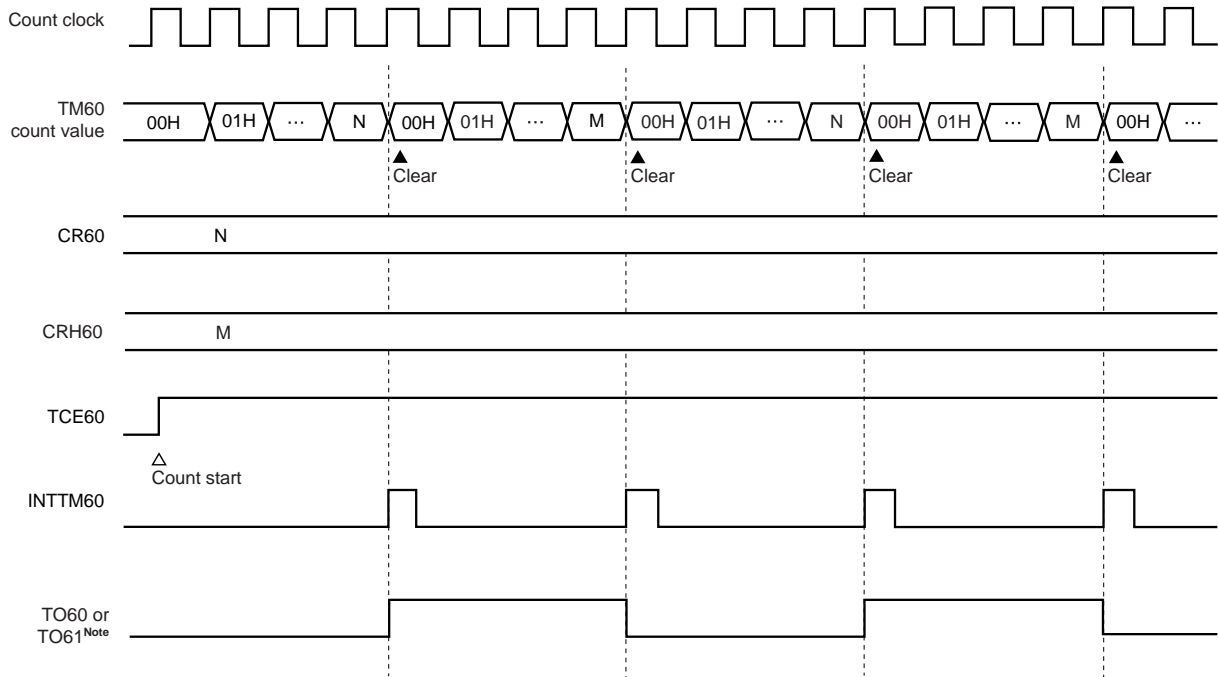 Count clock
TM60
count value
00H 01H ... N 00H 01H ... M 00H 01H ... N 00H 01H ... M 00H ...
Clear Clear Clear Clear
CR60 N
CRH60 M
TCE60
Count start
INTTM60
TO60 or
TO61Note